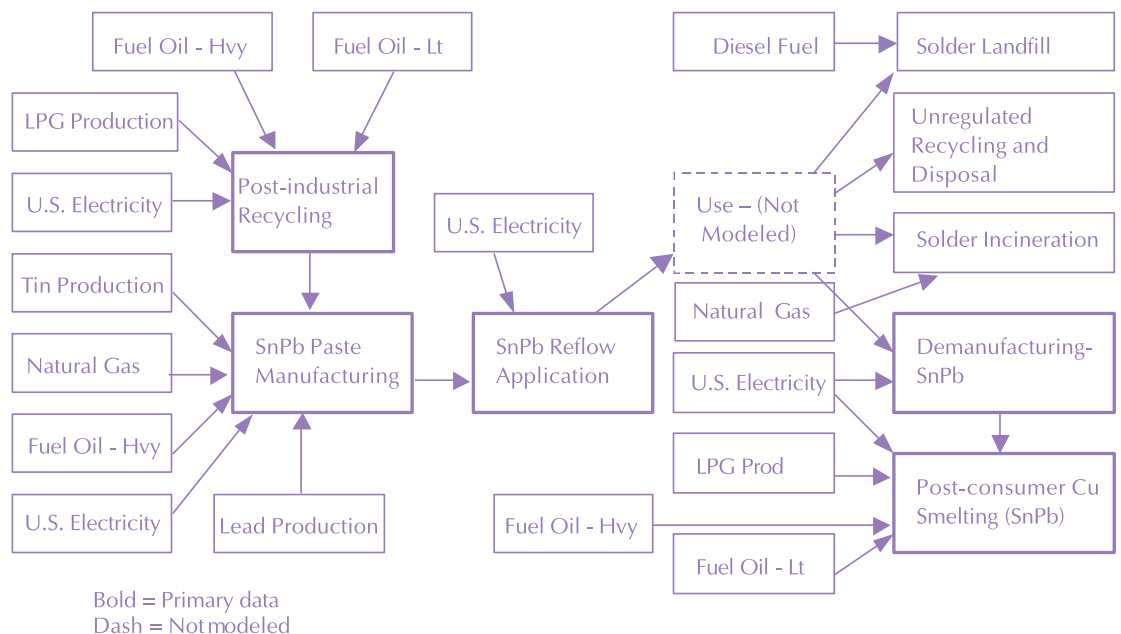 Fuel Oil - Hvy
Fuel Oil - Lt
Diesel Fuel
Solder Landfill
LPG Production
Unregulated
Recycling and
Disposal
Post-industrial
Recycling
U.S. Electricity
Use – (Not
Modeled)
U.S. Electricity
Solder Incineration
Tin Production
Natural Gas
SnPb Paste
Manufacturing
SnPb Reflow
Application
Demanufacturing-
SnPb
Natural Gas
U.S. Electricity
Fuel Oil - Hvy
LPG Prod
Post-consumer Cu
Smelting (SnPb)
U.S. Electricity
Lead Production
Fuel Oil - Hvy
Fuel Oil - Lt
Bold = Primary data
Dash = Not modeled